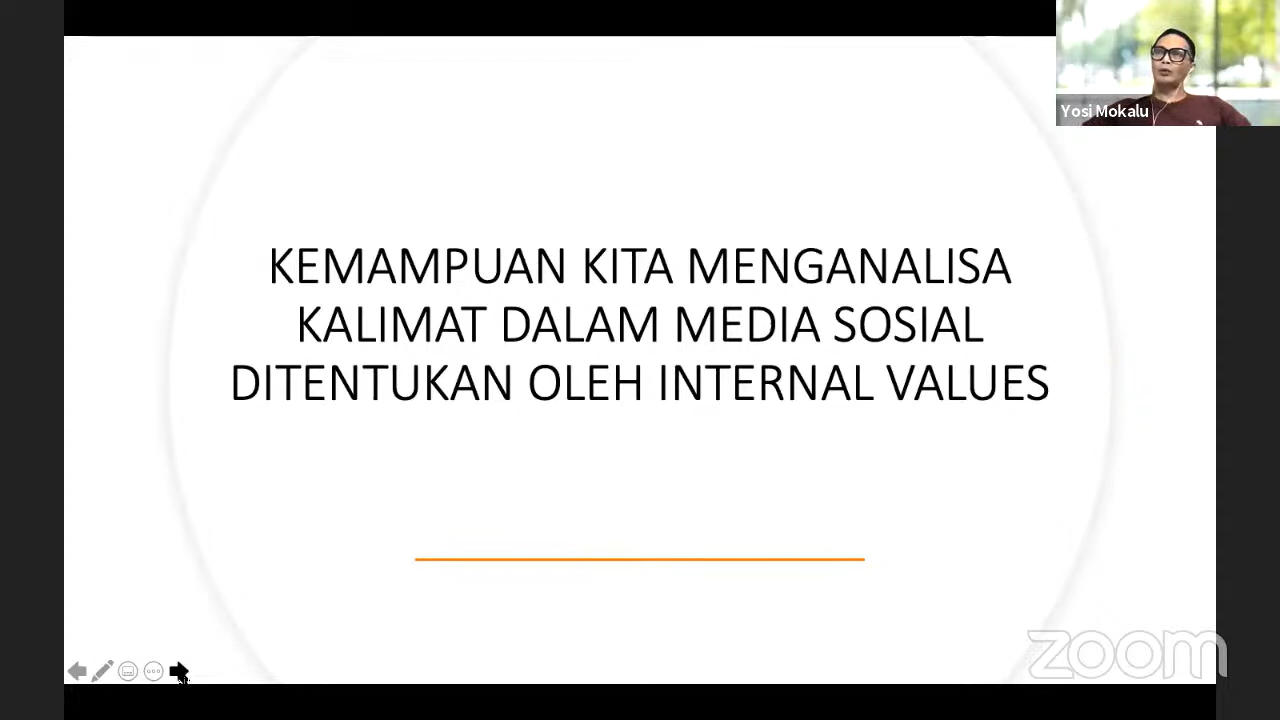 Yosi Mokalu
KEMAMPUAN KITA MENGANALISA
KALIMAT DALAM MEDIA SOSIAL
DITENTUKAN OLEH INTERNAL VALUES
zoom